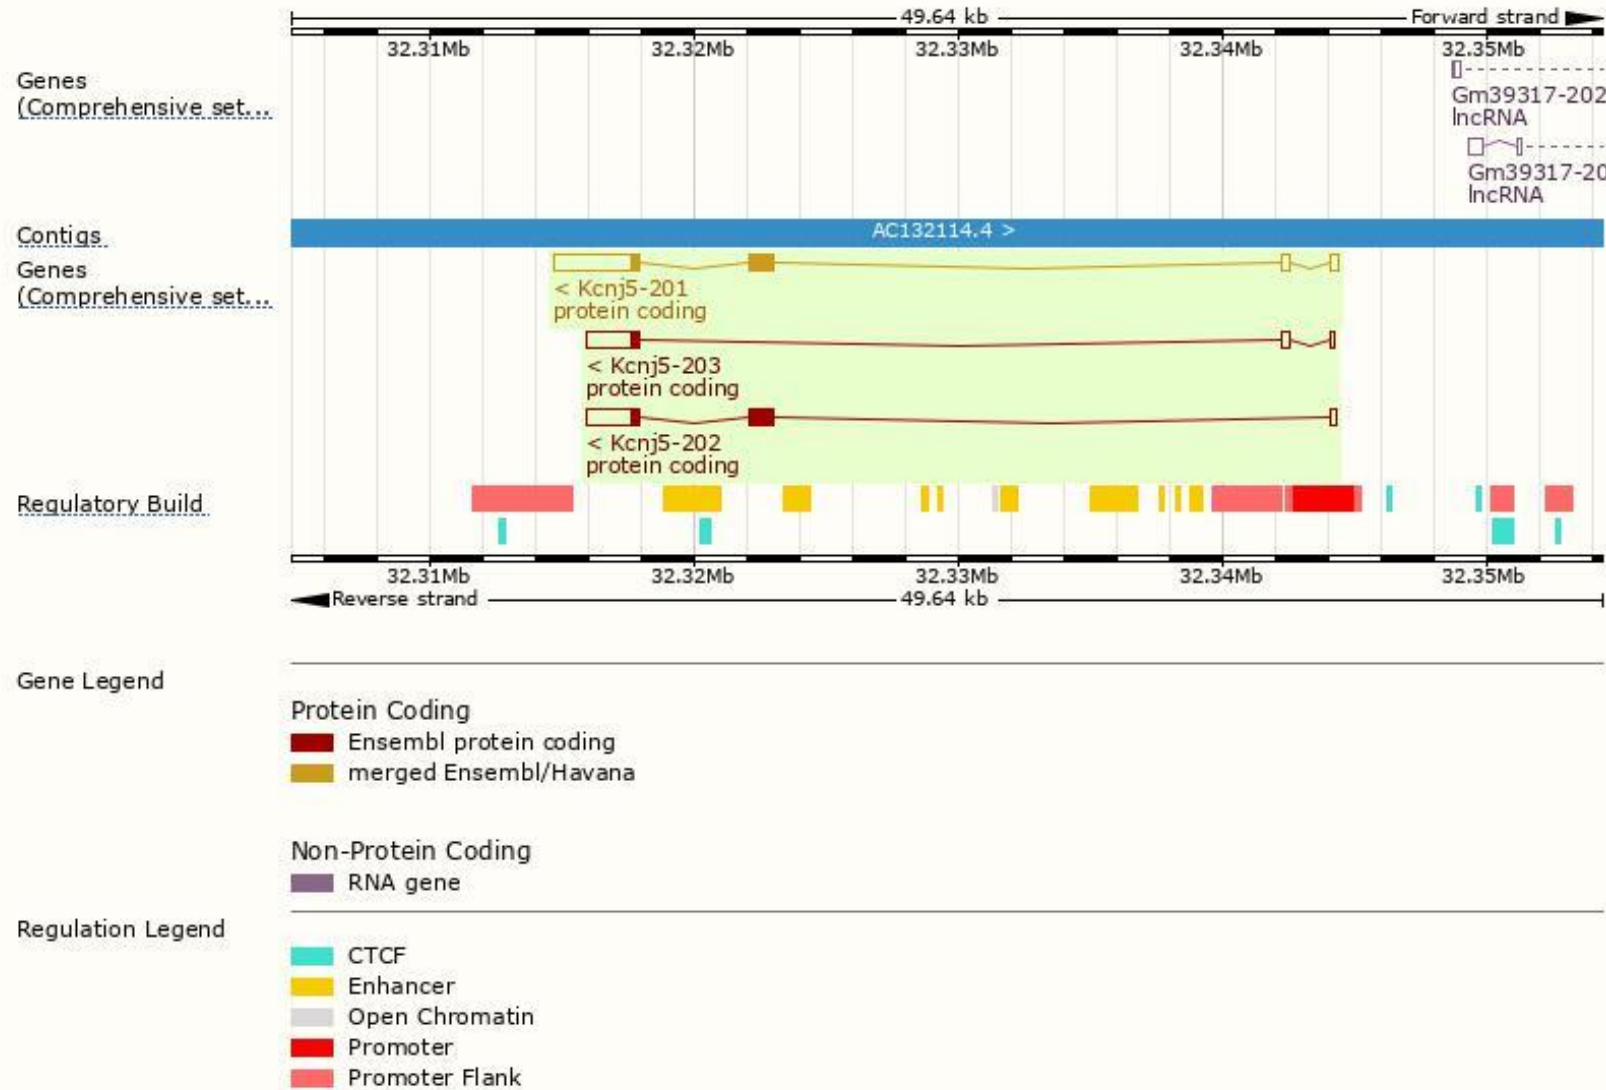 49.64 kb Forward strand
32.31Mb 32.32Mb 32.33Mb 32.34Mb 32.35Mb
Genes
(Comprehensive set...
Gm39317-202
lncRNA
Gm39317-20
lncRNA
Contigs
AC132114.4 >
Genes
(Comprehensive set...
< Kcnj5-201
protein coding
< Kcnj5-203
protein coding
< Kcnj5-202
protein coding
Regulatory Build
32.31Mb 32.32Mb 32.33Mb 32.34Mb 32.35Mb
Reverse strand 49.64 kb
Gene Legend
Protein Coding
Ensembl protein coding
merged Ensembl/Havana
Non-Protein Coding
RNA gene
Regulation Legend
CTCF
Enhancer
Open Chromatin
Promoter
Promoter Flank